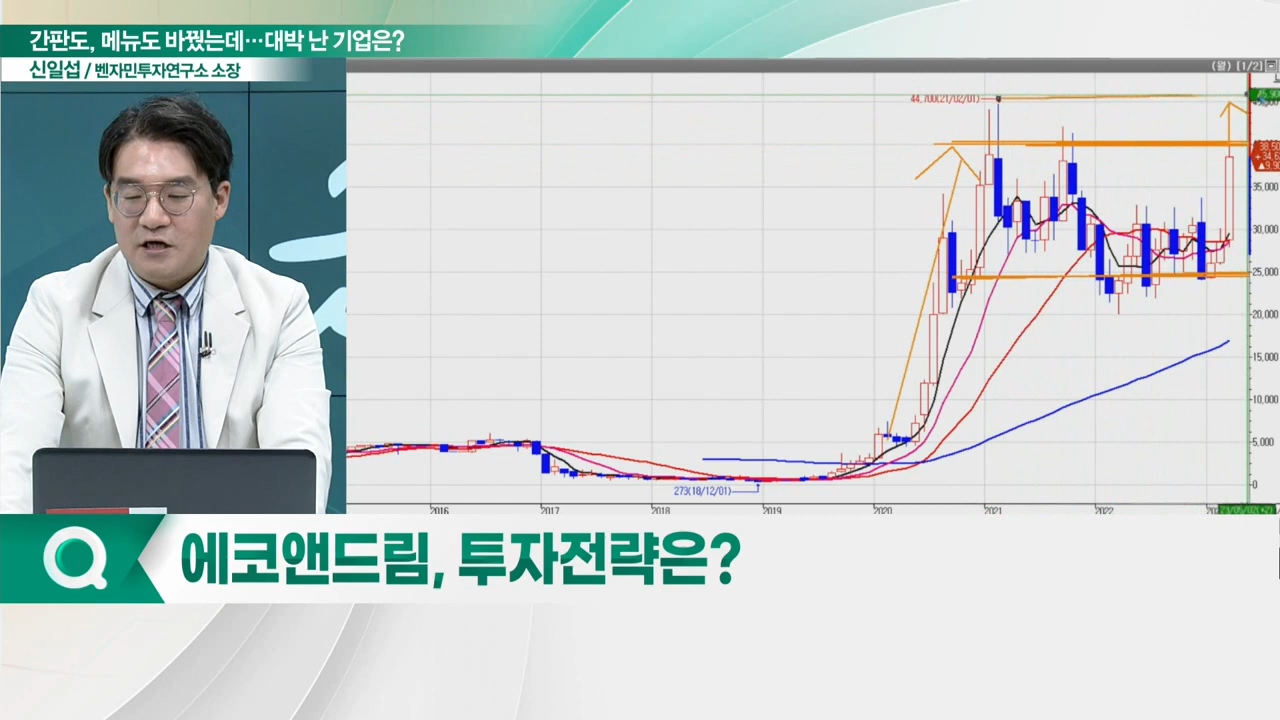 간판도, 메뉴도 바꿨는데…대박 난 기업은?
신일섭 / 벤자민투자연구소 소장
(월) [1/2]
44,700(21/02/01)
35,000
30,000
25,000
20,000
15,000
10,000
5,000
0
273(18/12/01)
2016 2017 2018 2019 2020 2021 2022
에코앤드림, 투자전략은?